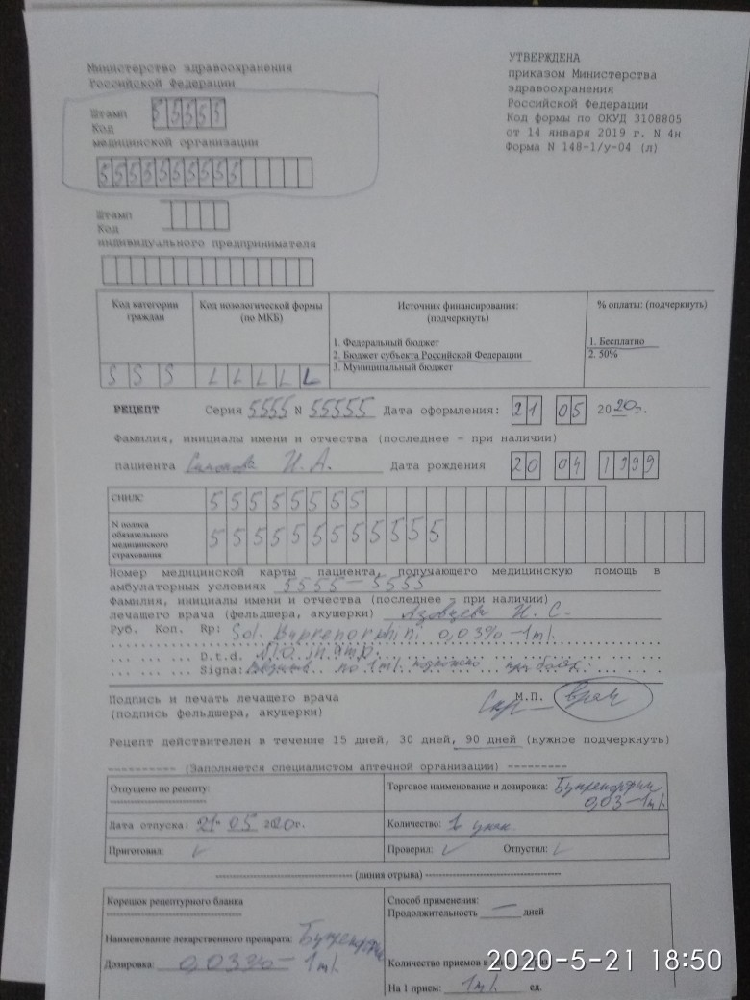 Министерство здравоохранения
Российской Федерации
УТВЕРЖДЕНА
приказом Министерства
здравоохранения
Российской Федерации
Код формы по ОКУД 3108805
от 14 января 2019 г. N 4н
Форма N 148-1/у-04 (л)
Штамп 55555
Код
медицинской организации
5555555555
Штамп
Код
индивидуального предпринимателя
Код категории граждан
Код нозологической формы (по МКБ)
Источник финансирования: (подчеркнуть)
1. Федеральный бюджет
2. Бюджет субъекта Российской Федерации
3. Муниципальный бюджет
% оплаты: (подчеркнуть)
1. Бесплатно
2. 50%
5 5 5 L L L L L
РЕЦЕПТ Серия 5555 N 55555 Дата оформления: 21 05 2020г.
Фамилия, инициалы имени и отчества (последнее - при наличии)
пациента И.А. Дата рождения 20 04 1999
СНИЛС 5 5 5 5 5 5 5 5
N полиса обязательного медицинского страхования: 5 5 5 5 5 5 5 5 5 5 5 5
Номер медицинской карты пациента, получающего медицинскую помощь в
амбулаторных условиях 5555-5555
Фамилия, инициалы имени и отчества (последнее - при наличии)
лечащего врача (фельдшера, акушерки) И. С.
Руб. Коп. Rp: Sol. Buprenorphini 0,03% - 1ml.
D.t.d. N10 in amp.
Signa: по 1ml. подкожно при болях.
Подпись и печать лечащего врача М.П. врач
(подпись фельдшера, акушерки)
Рецепт действителен в течение 15 дней, 30 дней, 90 дней (нужное подчеркнуть)
---------- (Заполняется специалистом аптечной организации) ---------
Отпущено по рецепту:
Торговое наименование и дозировка: Бупренорфин
0,03 - 1ml.
Дата отпуска: 21. 05 2020г.
Количество: 1 упак.
Приготовил: ✓
Проверил: ✓ Отпустил: ✓
(линия отрыва)
Корешок рецептурного бланка
Способ применения: —
Продолжительность дней
Наименование лекарственного препарата: Бупренорфин
Дозировка: 0,03% - 1ml.
Количество приемов в
2020-5-21 18:50
На 1 прием: 1ml. ед.